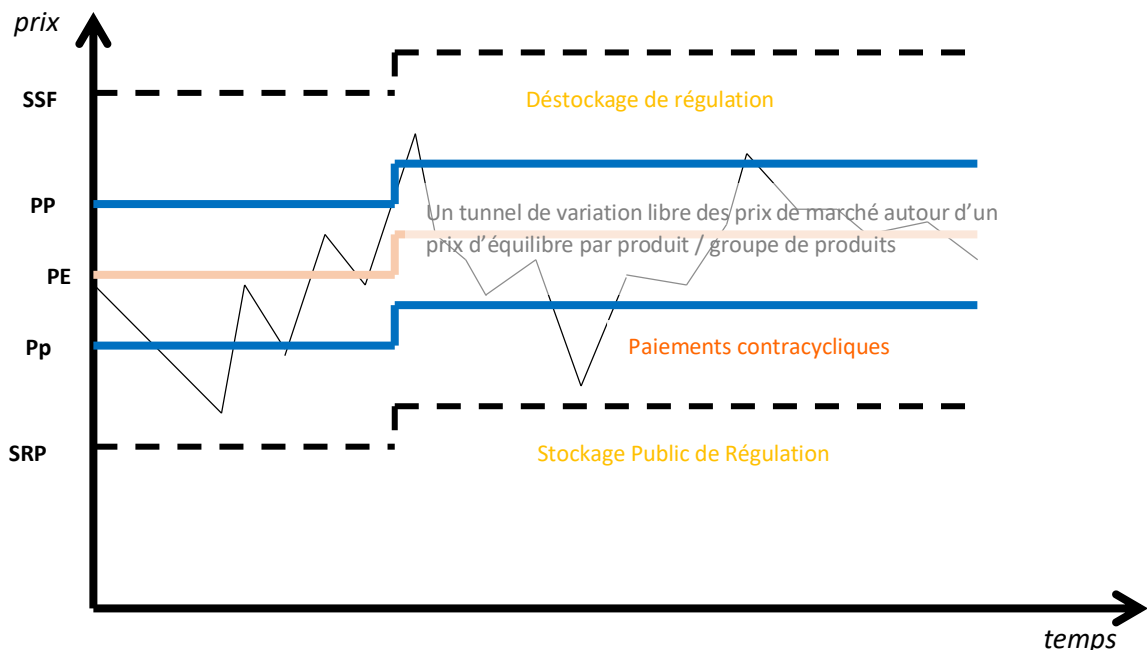 prix
SSF
Déstockage de régulation
PP
Un tunnel de variation libre des prix de marché autour d’un
prix d’équilibre par produit / groupe de produits
PE
Pp
Paiements contracycliques
SRP
Stockage Public de Régulation
temps